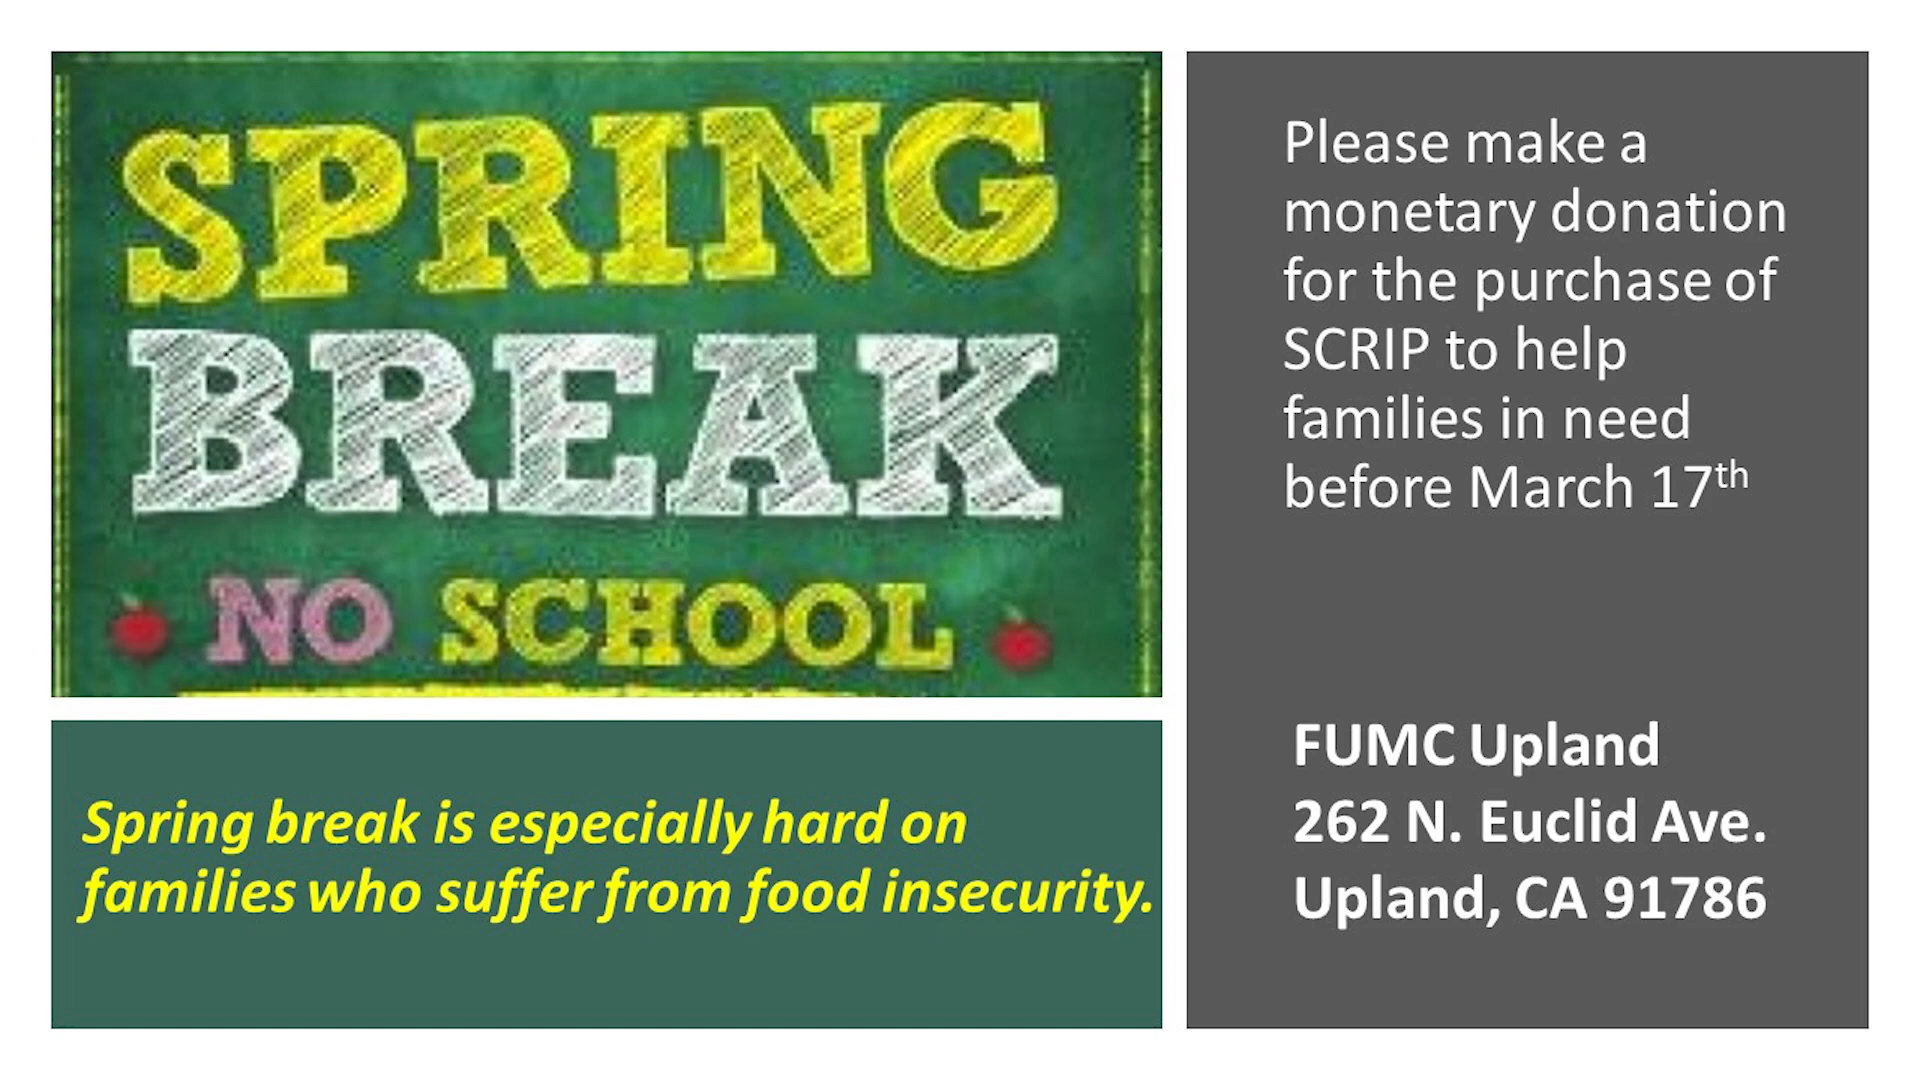 SPRING
BREAK
NO SCHOOL
Spring break is especially hard on
families who suffer from food insecurity.
Please make a
monetary donation
for the purchase of
SCRIP to help
families in need
before March 17th
FUMC Upland
262 N. Euclid Ave.
Upland, CA 91786